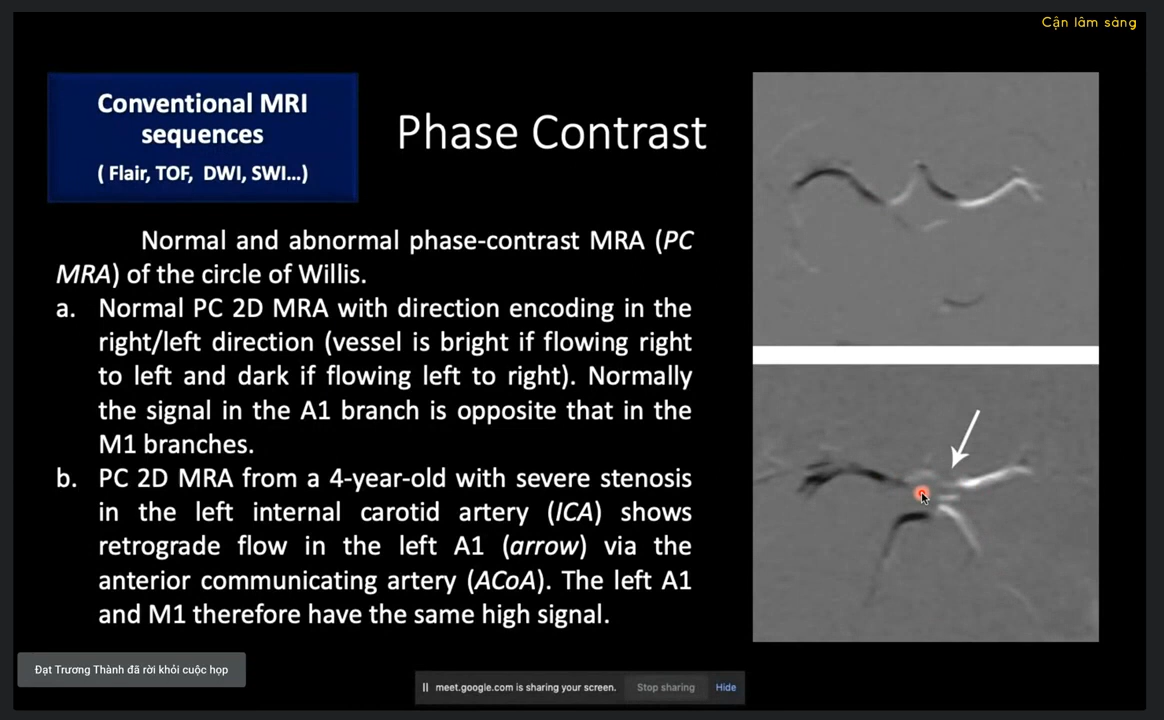 Cận lâm sàng
Conventional MRI
sequences
( Flair, TOF, DWI, SWI...)
Phase Contrast
Normal and abnormal phase-contrast MRA (PC
MRA) of the circle of Willis.
a. Normal PC 2D MRA with direction encoding in the
right/left direction (vessel is bright if flowing right
to left and dark if flowing left to right). Normally
the signal in the A1 branch is opposite that in the
M1 branches.
b. PC 2D MRA from a 4-year-old with severe stenosis
in the left internal carotid artery (ICA) shows
retrograde flow in the left A1 (arrow) via the
anterior communicating artery (ACoA). The left A1
and M1 therefore have the same high signal.
Đạt Trương Thành đã rời khỏi cuộc họp
meet.google.com is sharing your screen. Stop sharing Hide